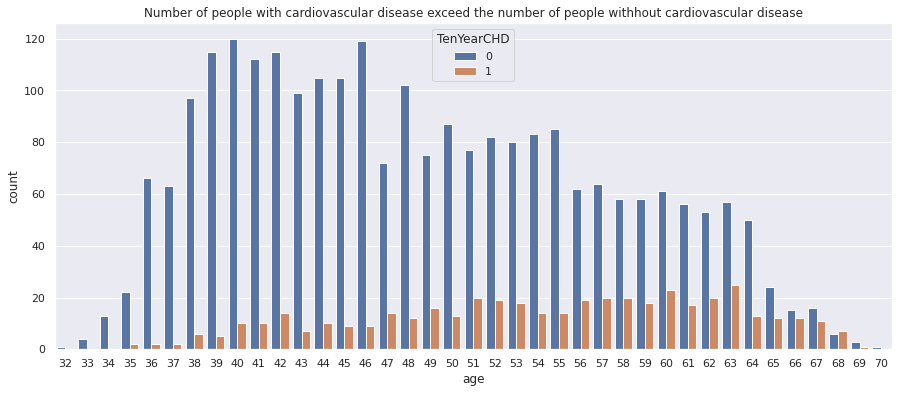 Number of people with cardiovascular disease exceed the number of people withhout cardiovascular disease
TenYearCHD
0
1
120
100
80
60
40
20
0
count
32 33 34 35 36 37 38 39 40 41 42 43 44 45 46 47 48 49 50 51 52 53 54 55 56 57 58 59 60 61 62 63 64 65 66 67 68 69 70
age